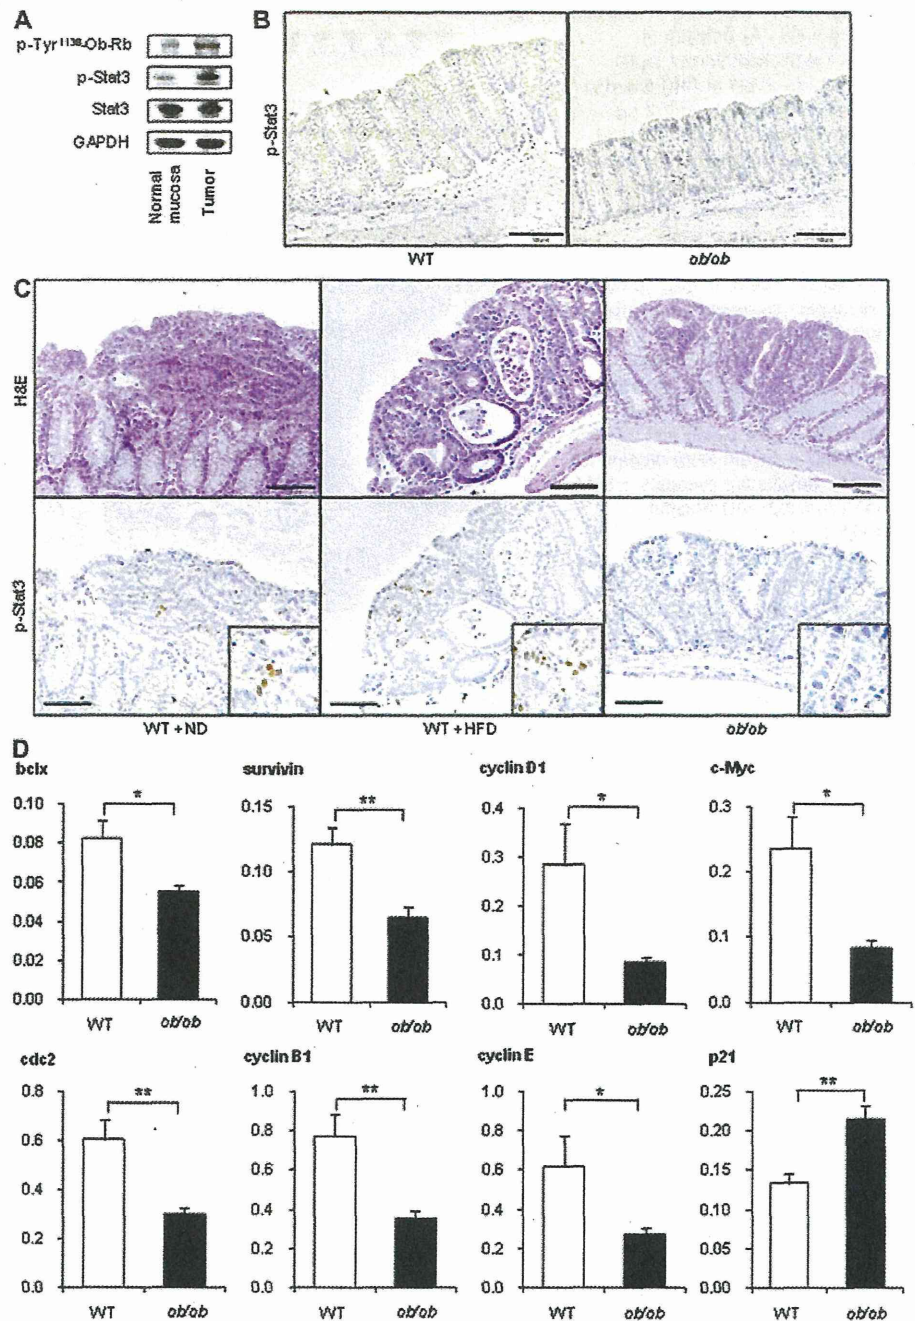 A
p-Tyr1138-Ob-Rb
p-Stat3
Stat3
GAPDH
Normal mucosa
Tumor
B
p-Stat3
WT
ob/ob
C
H&E
p-Stat3
WT +ND
WT +HFD
ob/ob
D
bclx
*
0.10
0.08
0.06
0.04
0.02
0.00
WT
ob/ob
survivin
**
0.15
0.10
0.05
0.00
WT
ob/ob
cyclin D1
*
0.4
0.3
0.2
0.1
0.0
WT
ob/ob
c-Myc
*
0.3
0.2
0.1
0.0
WT
ob/ob
cdc2
**
0.8
0.6
0.4
0.2
0.0
WT
ob/ob
cyclin B1
**
1.0
0.8
0.6
0.4
0.2
0.0
WT
ob/ob
cyclin E
*
1.0
0.8
0.6
0.4
0.2
0.0
WT
ob/ob
p21
**
0.25
0.20
0.15
0.10
0.05
0.00
WT
ob/ob